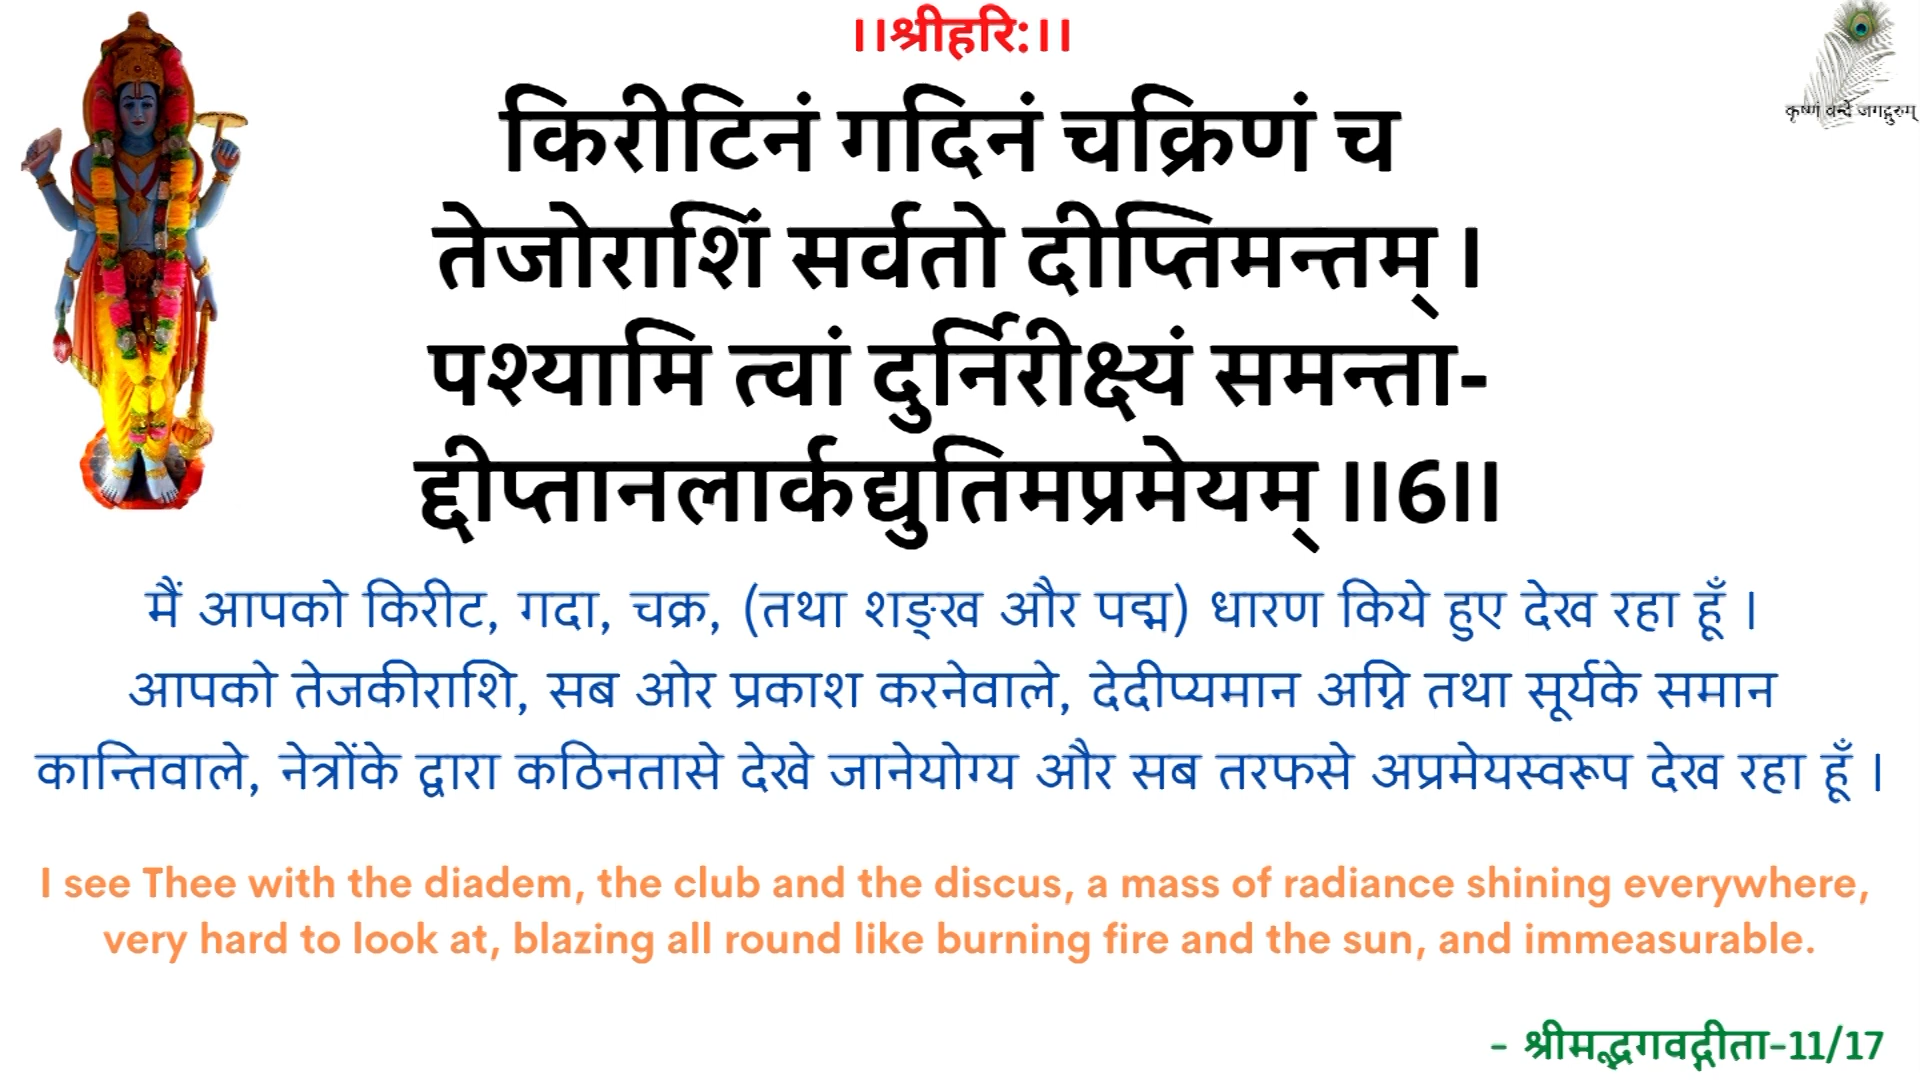 ।।श्रीहरि:।।
कृष्णं वन्दे जगद्गुरुम्
किरीटिनं गदिनं चक्रिणं च
तेजोराशिं सर्वतो दीप्तिमन्तम् ।
पश्यामि त्वां दुर्निरीक्ष्यं समन्ता-
द्दीप्तानलार्कद्युतिमप्रमेयम् ।।6।।
मैं आपको किरीट, गदा, चक्र, (तथा शङ्ख और पद्म) धारण किये हुए देख रहा हूँ ।
आपको तेजकीराशि, सब ओर प्रकाश करनेवाले, देदीप्यमान अग्नि तथा सूर्यके समान
कान्तिवाले, नेत्रोंके द्वारा कठिनतासे देखे जानेयोग्य और सब तरफसे अप्रमेयस्वरूप देख रहा हूँ ।
I see Thee with the diadem, the club and the discus, a mass of radiance shining everywhere,
very hard to look at, blazing all round like burning fire and the sun, and immeasurable.
- श्रीमद्भगवद्गीता-11/17